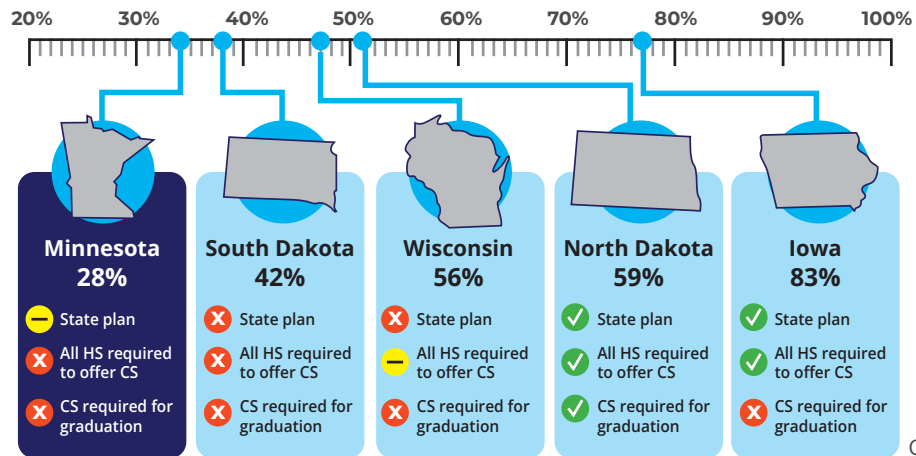 20% 30% 40% 50% 60% 70% 80% 90% 100%
Minnesota
28%
State plan
All HS required
to offer CS
CS required for
graduation
South Dakota
42%
State plan
All HS required
to offer CS
CS required for
graduation
Wisconsin
56%
State plan
All HS required
to offer CS
CS required for
graduation
North Dakota
59%
State plan
All HS required
to offer CS
CS required for
graduation
Iowa
83%
State plan
All HS required
to offer CS
CS required for
graduation